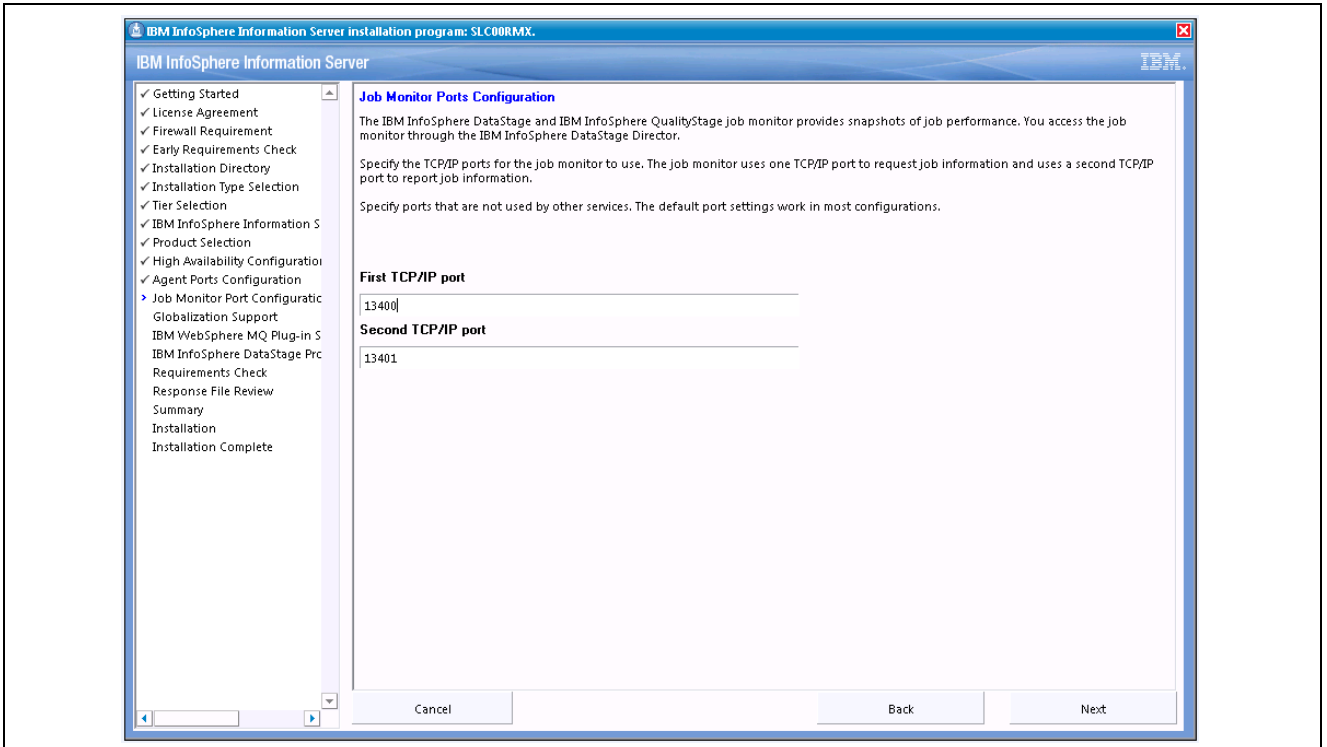 IBM InfoSphere Information Server installation program: SLC00RMX.
IBM InfoSphere Information Server
IBM.
✓ Getting Started
✓ License Agreement
✓ Firewall Requirement
✓ Early Requirements Check
✓ Installation Directory
✓ Installation Type Selection
✓ Tier Selection
✓ IBM InfoSphere Information S
✓ Product Selection
✓ High Availability Configuration
✓ Agent Ports Configuration
> Job Monitor Port Configuratic
Globalization Support
IBM WebSphere MQ Plug-in S
IBM InfoSphere DataStage Prc
Requirements Check
Response File Review
Summary
Installation
Installation Complete
Job Monitor Ports Configuration
The IBM InfoSphere DataStage and IBM InfoSphere QualityStage job monitor provides snapshots of job performance. You access the job
monitor through the IBM InfoSphere DataStage Director.
Specify the TCP/IP ports for the job monitor to use. The job monitor uses one TCP/IP port to request job information and uses a second TCP/IP
port to report job information.
Specify ports that are not used by other services. The default port settings work in most configurations.
First TCP/IP port
13400
Second TCP/IP port
13401
Cancel
Back
Next